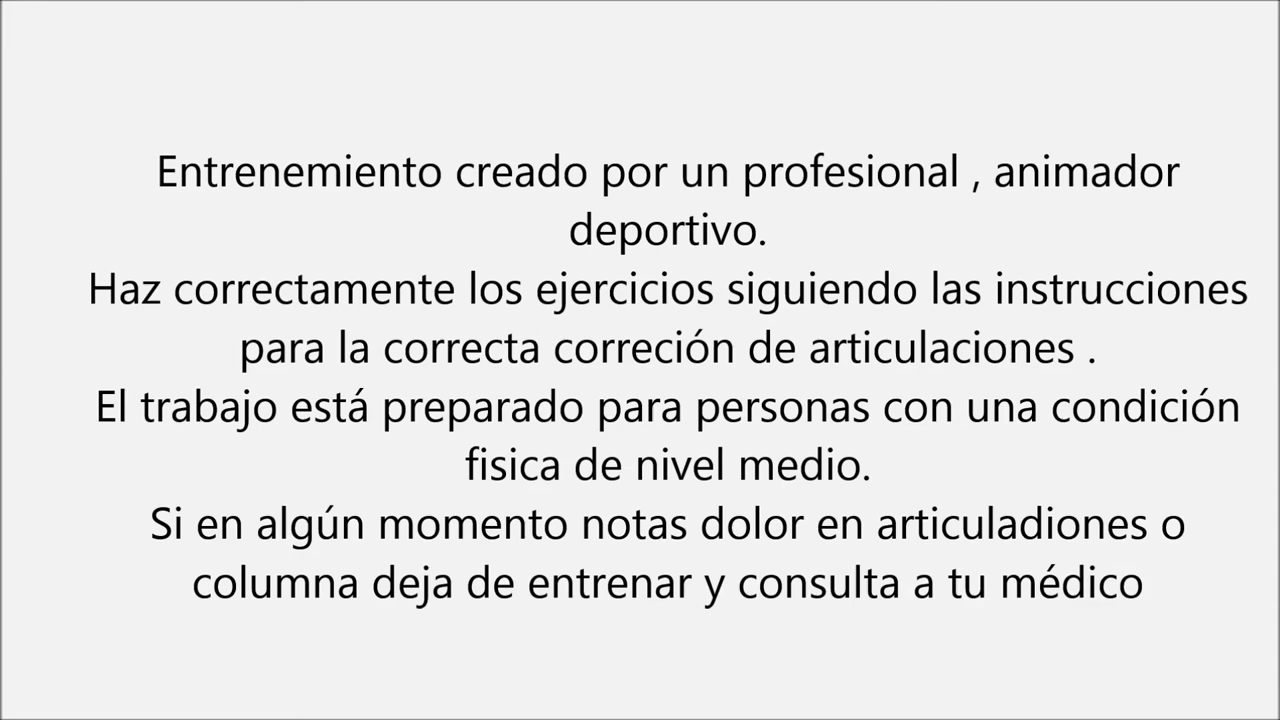 Entrenemiento creado por un profesional , animador
deportivo.
Haz correctamente los ejercicios siguiendo las instrucciones
para la correcta correción de articulaciones .
El trabajo está preparado para personas con una condición
fisica de nivel medio.
Si en algún momento notas dolor en articuladiones o
columna deja de entrenar y consulta a tu médico